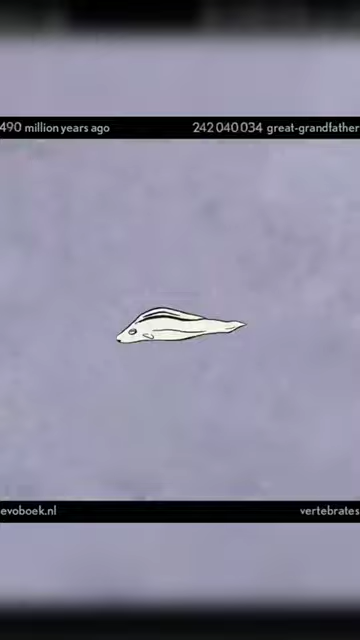 490 million years ago
242 040 034 great-grandfather
evoboek.nl
vertebrates